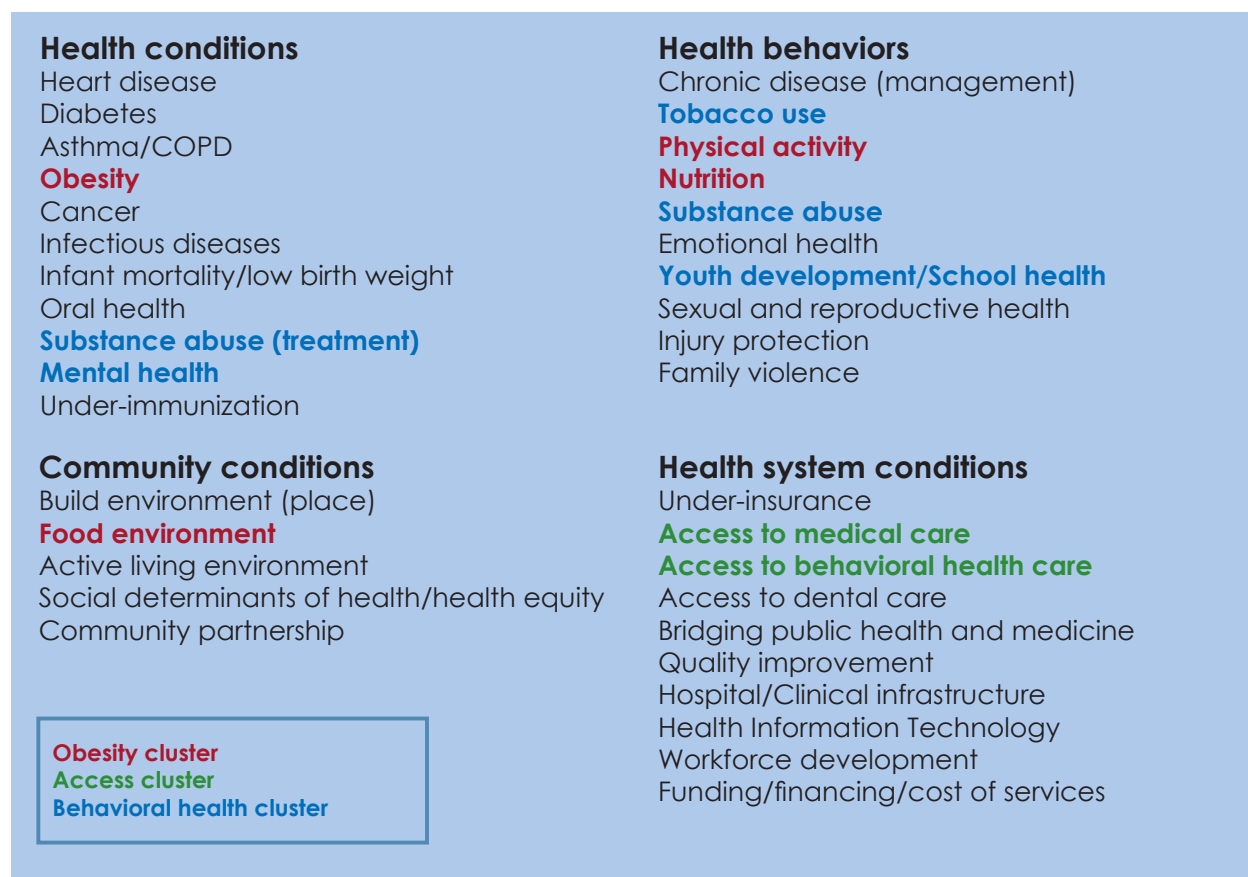 Health conditions
Heart disease
Diabetes
Asthma/COPD
Obesity
Cancer
Infectious diseases
Infant mortality/low birth weight
Oral health
Substance abuse (treatment)
Mental health
Under-immunization
Health behaviors
Chronic disease (management)
Tobacco use
Physical activity
Nutrition
Substance abuse
Emotional health
Youth development/School health
Sexual and reproductive health
Injury protection
Family violence
Community conditions
Build environment (place)
Food environment
Active living environment
Social determinants of health/health equity
Community partnership
Health system conditions
Under-insurance
Access to medical care
Access to behavioral health care
Access to dental care
Bridging public health and medicine
Quality improvement
Hospital/Clinical infrastructure
Health Information Technology
Workforce development
Funding/financing/cost of services
Obesity cluster
Access cluster
Behavioral health cluster